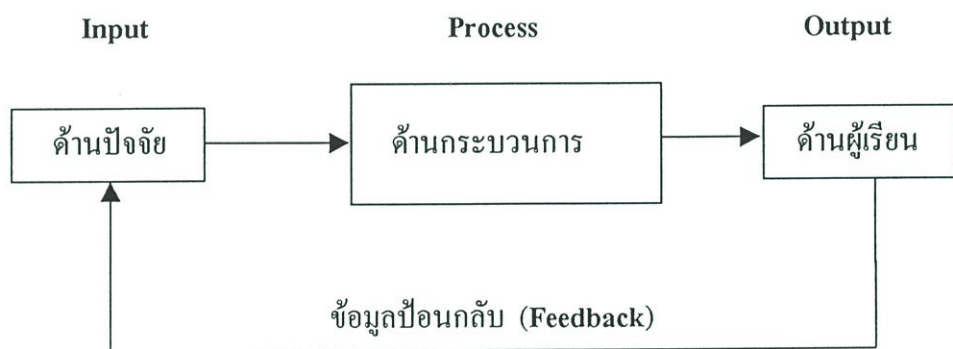 Input Process Output
ด้านปัจจัย ด้านกระบวนการ ด้านผู้เรียน
ข้อมูลป้อนกลับ (Feedback)